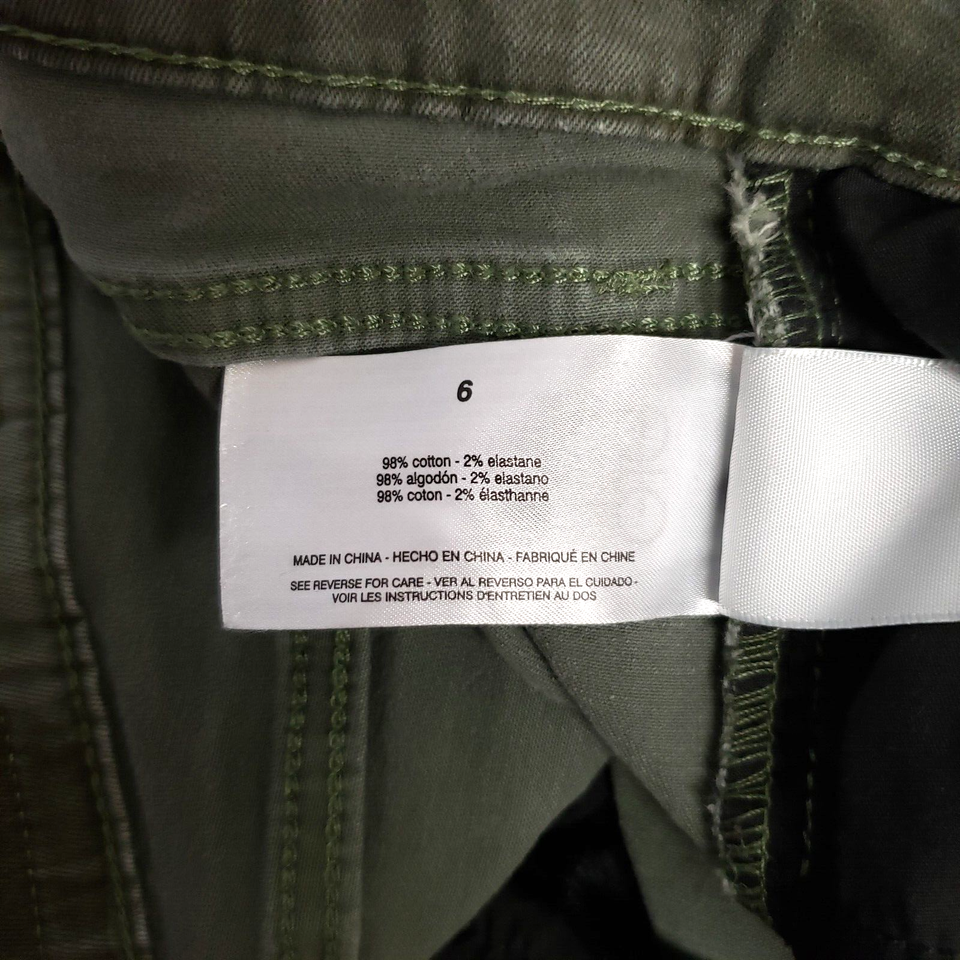 6
98% cotton - 2% elastane
98% algodón - 2% elastano
98% coton - 2% élasthanne
MADE IN CHINA - HECHO EN CHINA - FABRIQUÉ EN CHINE
SEE REVERSE FOR CARE - VER AL REVERSO PARA EL CUIDADO -
VOIR LES INSTRUCTIONS D'ENTRETIEN AU DOS